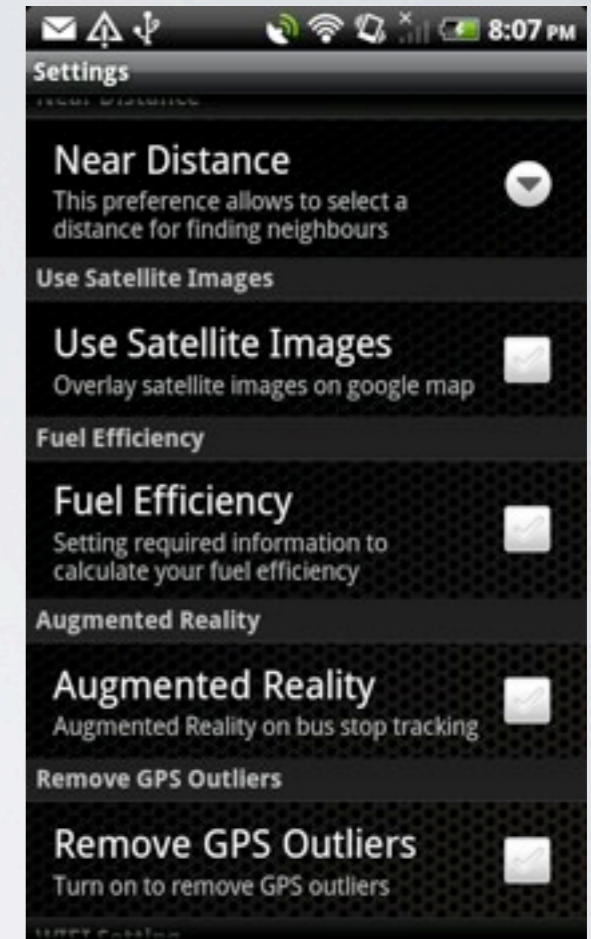 8:07 PM
Settings
Near Distance
Near Distance
This preference allows to select a
distance for finding neighbours
Use Satellite Images
Use Satellite Images
Overlay satellite images on google map
Fuel Efficiency
Fuel Efficiency
Setting required information to
calculate your fuel efficiency
Augmented Reality
Augmented Reality
Augmented Reality on bus stop tracking
Remove GPS Outliers
Remove GPS Outliers
Turn on to remove GPS outliers